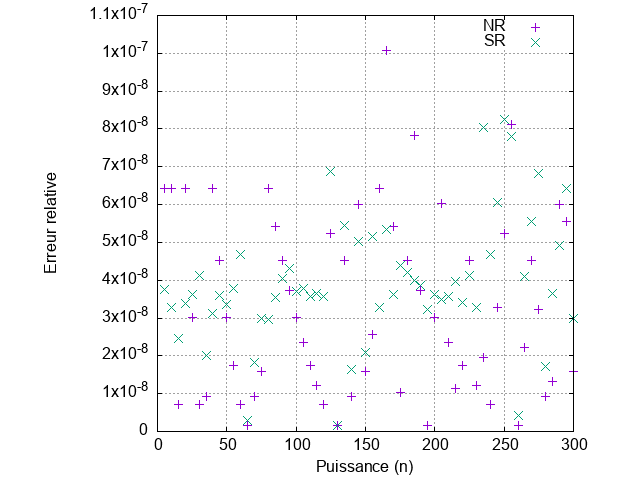 1.1x10⁻⁷
1x10⁻⁷
9x10⁻⁸
8x10⁻⁸
7x10⁻⁸
6x10⁻⁸
5x10⁻⁸
4x10⁻⁸
3x10⁻⁸
2x10⁻⁸
1x10⁻⁸
0
Erreur relative
NR
SR
0 50 100 150 200 250 300
Puissance (n)